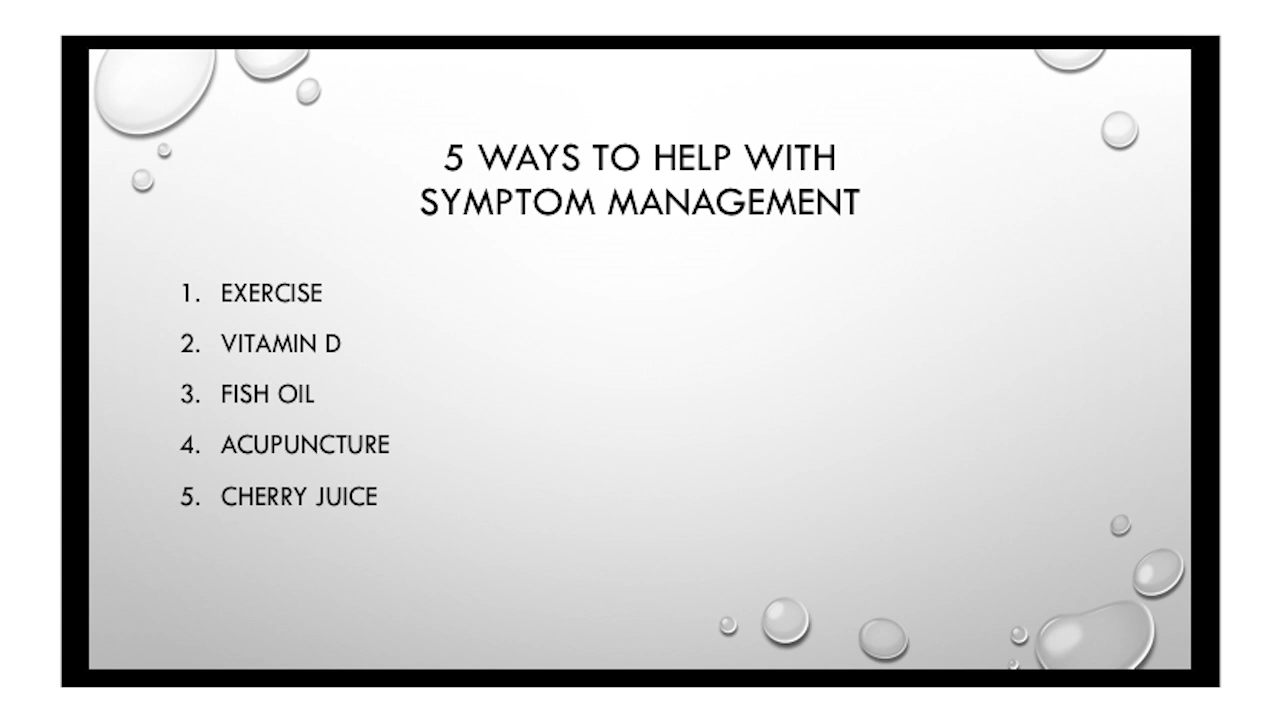 5 WAYS TO HELP WITH
SYMPTOM MANAGEMENT
1. EXERCISE
2. VITAMIN D
3. FISH OIL
4. ACUPUNCTURE
5. CHERRY JUICE